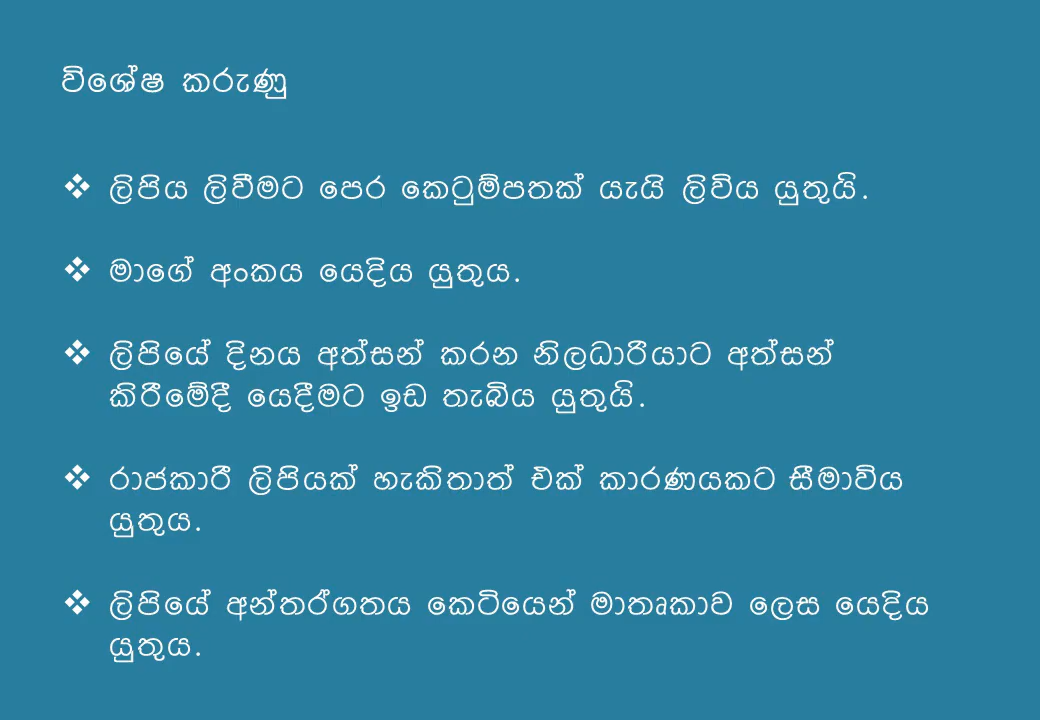 විශේෂ කරුණු
❖ ලිපිය ලිවීමට පෙර කෙටුම්පතක් යැයි ලිවිය යුතුයි.
❖ මාගේ අංකය යෙදිය යුතුය.
❖ ලිපියේ දිනය අත්සන් කරන නිලධාරියාට අත්සන්
කිරීමේදී යෙදීමට ඉඩ තැබිය යුතුයි.
❖ රාජකාරී ලිපියක් හැකිතාත් එක් කාරණයකට සීමාවිය
යුතුය.
❖ ලිපියේ අන්තර්ගතය කෙටියෙන් මාතෘකාව ලෙස යෙදිය
යුතුය.